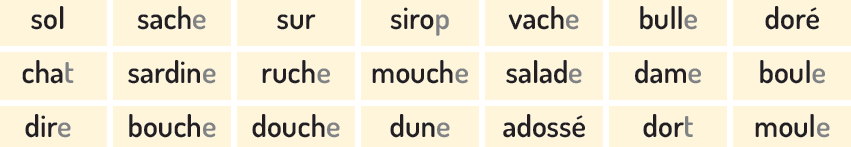 sol sache sur sirop vache bulle doré
chat sardine ruche mouche salade dame boule
dire bouche douche dune adossé dort moule